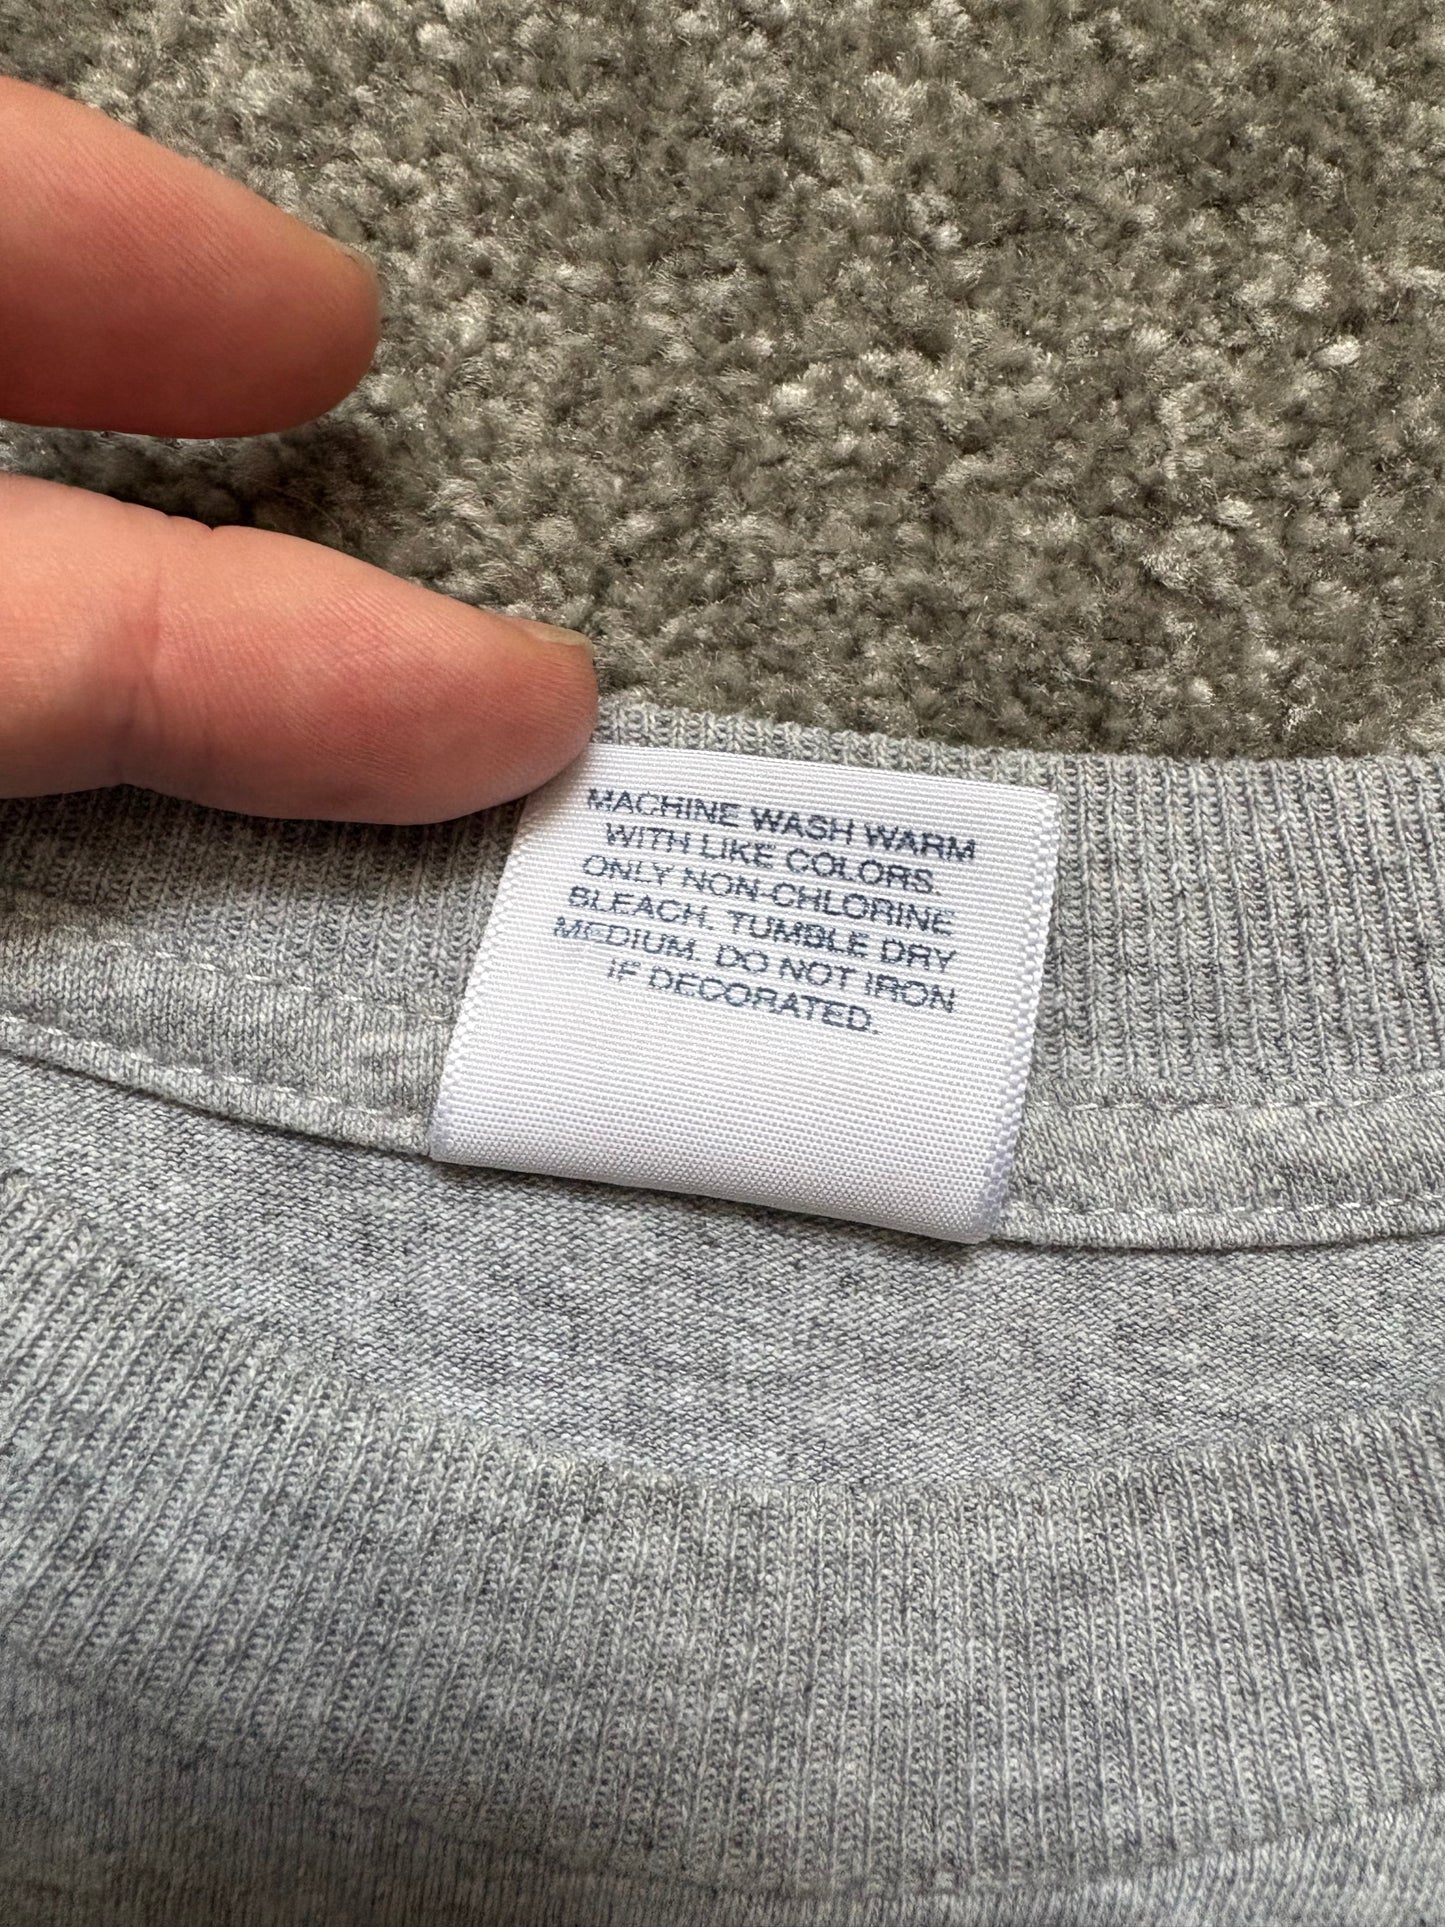 MACHINE WASH WARM
WITH LIKE COLORS.
ONLY NON-CHLORINE
BLEACH. TUMBLE DRY
MEDIUM. DO NOT IRON
IF DECORATED.